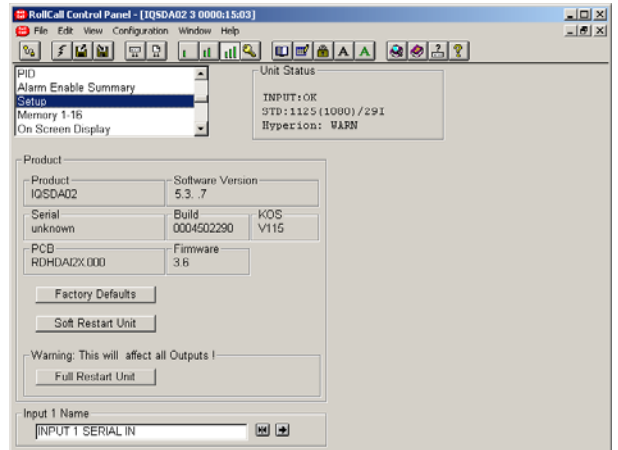 RollCall Control Panel - [IQSDA02 3 0000:15:03]
File Edit View Configuration Window Help
A A
PID
Alarm Enable Summary
Setup
Memory 1-16
On Screen Display
Unit Status
INPUT:OK
STD:1125(1080)/29I
Hyperion: WARN
Product
Product
IQSDA02
Software Version
5.3. .7
Serial
unknown
Build
0004502290
KOS
V115
PCB
RDHDAI2X.000
Firmware
3.6
Factory Defaults
Soft Restart Unit
Warning: This will affect all Outputs !
Full Restart Unit
Input 1 Name
INPUT 1 SERIAL IN